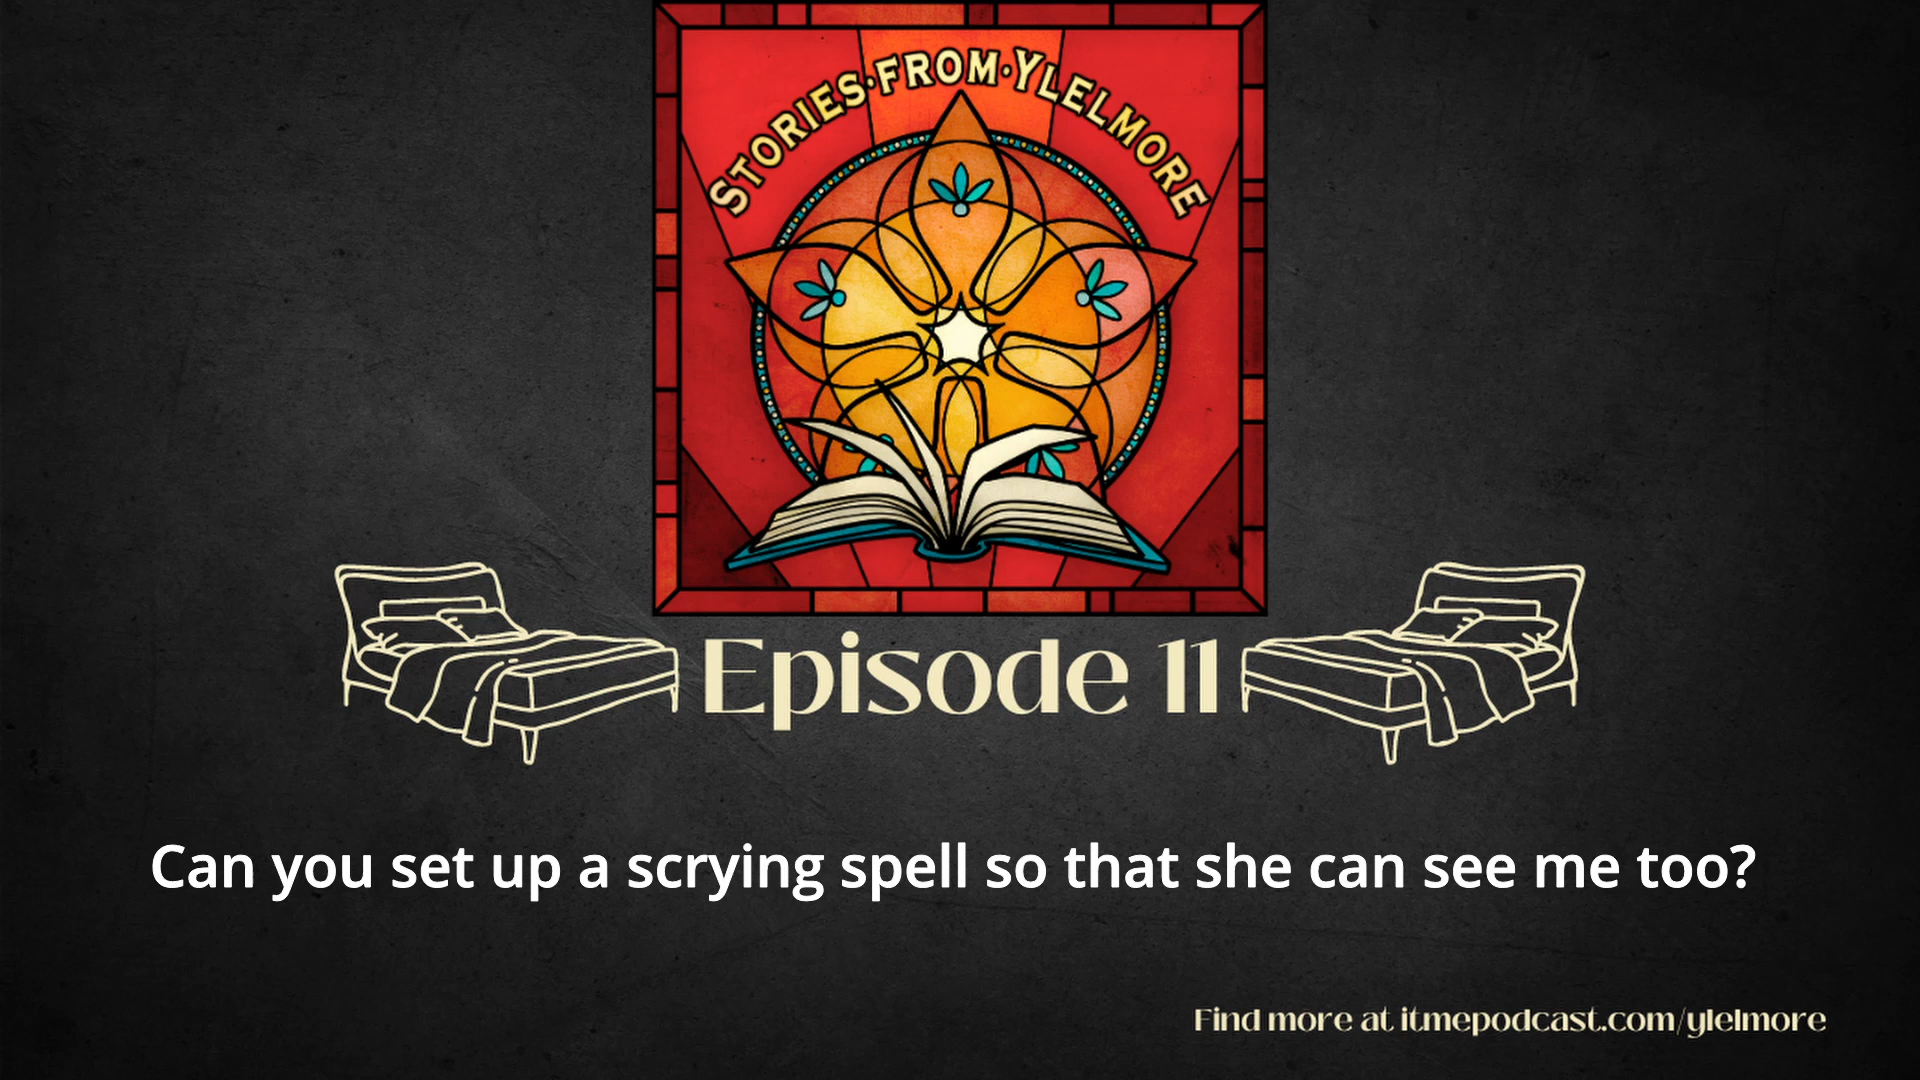 STORIES·FROM·YLELMORE
Episode 11
Can you set up a scrying spell so that she can see me too?
Find more at itmepodcast.com/ylelmore